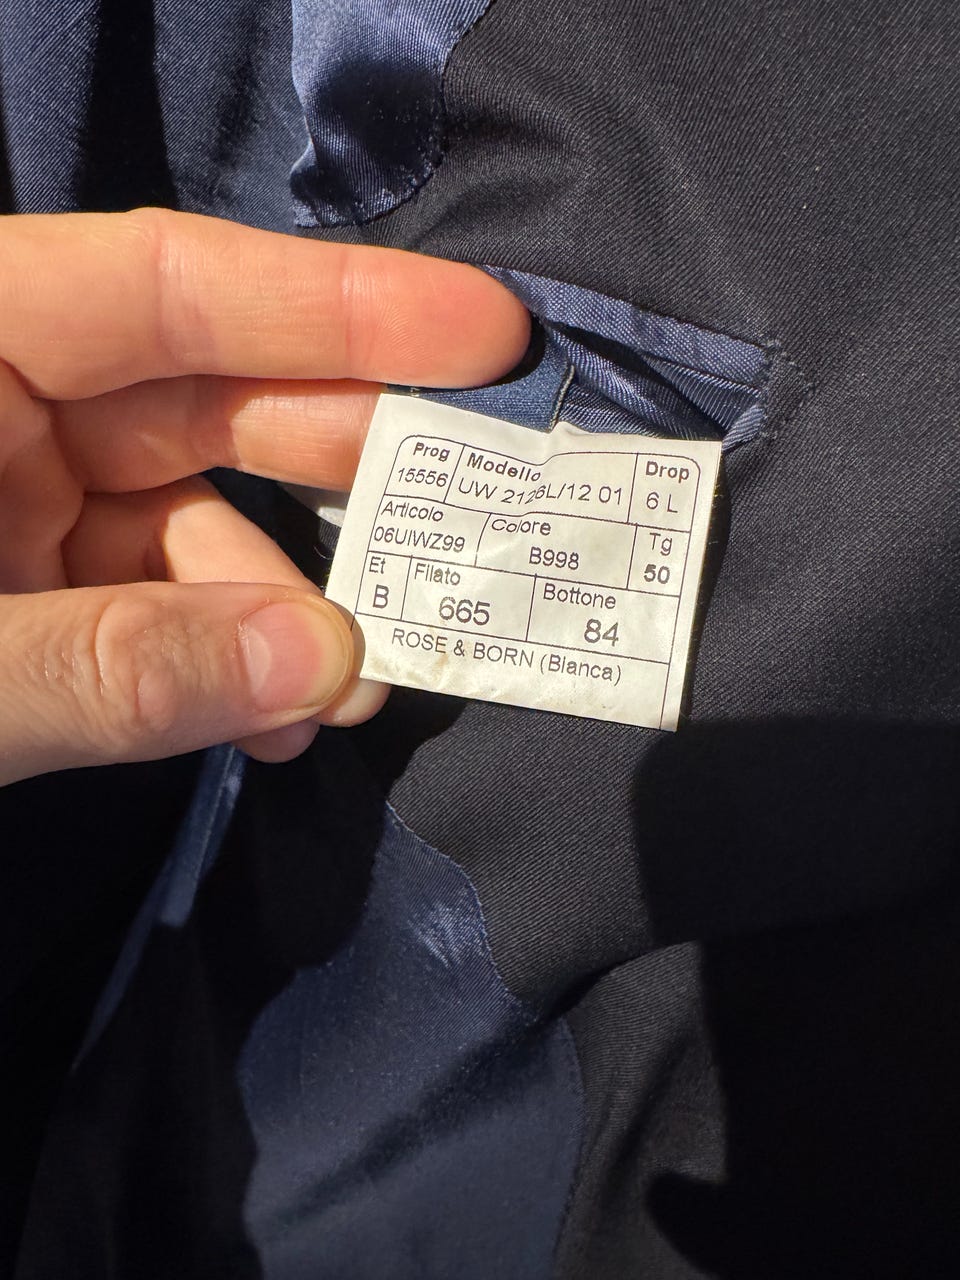 Prog Modello Drop
15556 UW 2126L/12 01 6 L
Articolo Colore Tg
06UIWZ99 B998 50
Et Filato Bottone
B 665 84
ROSE & BORN (Bianca)